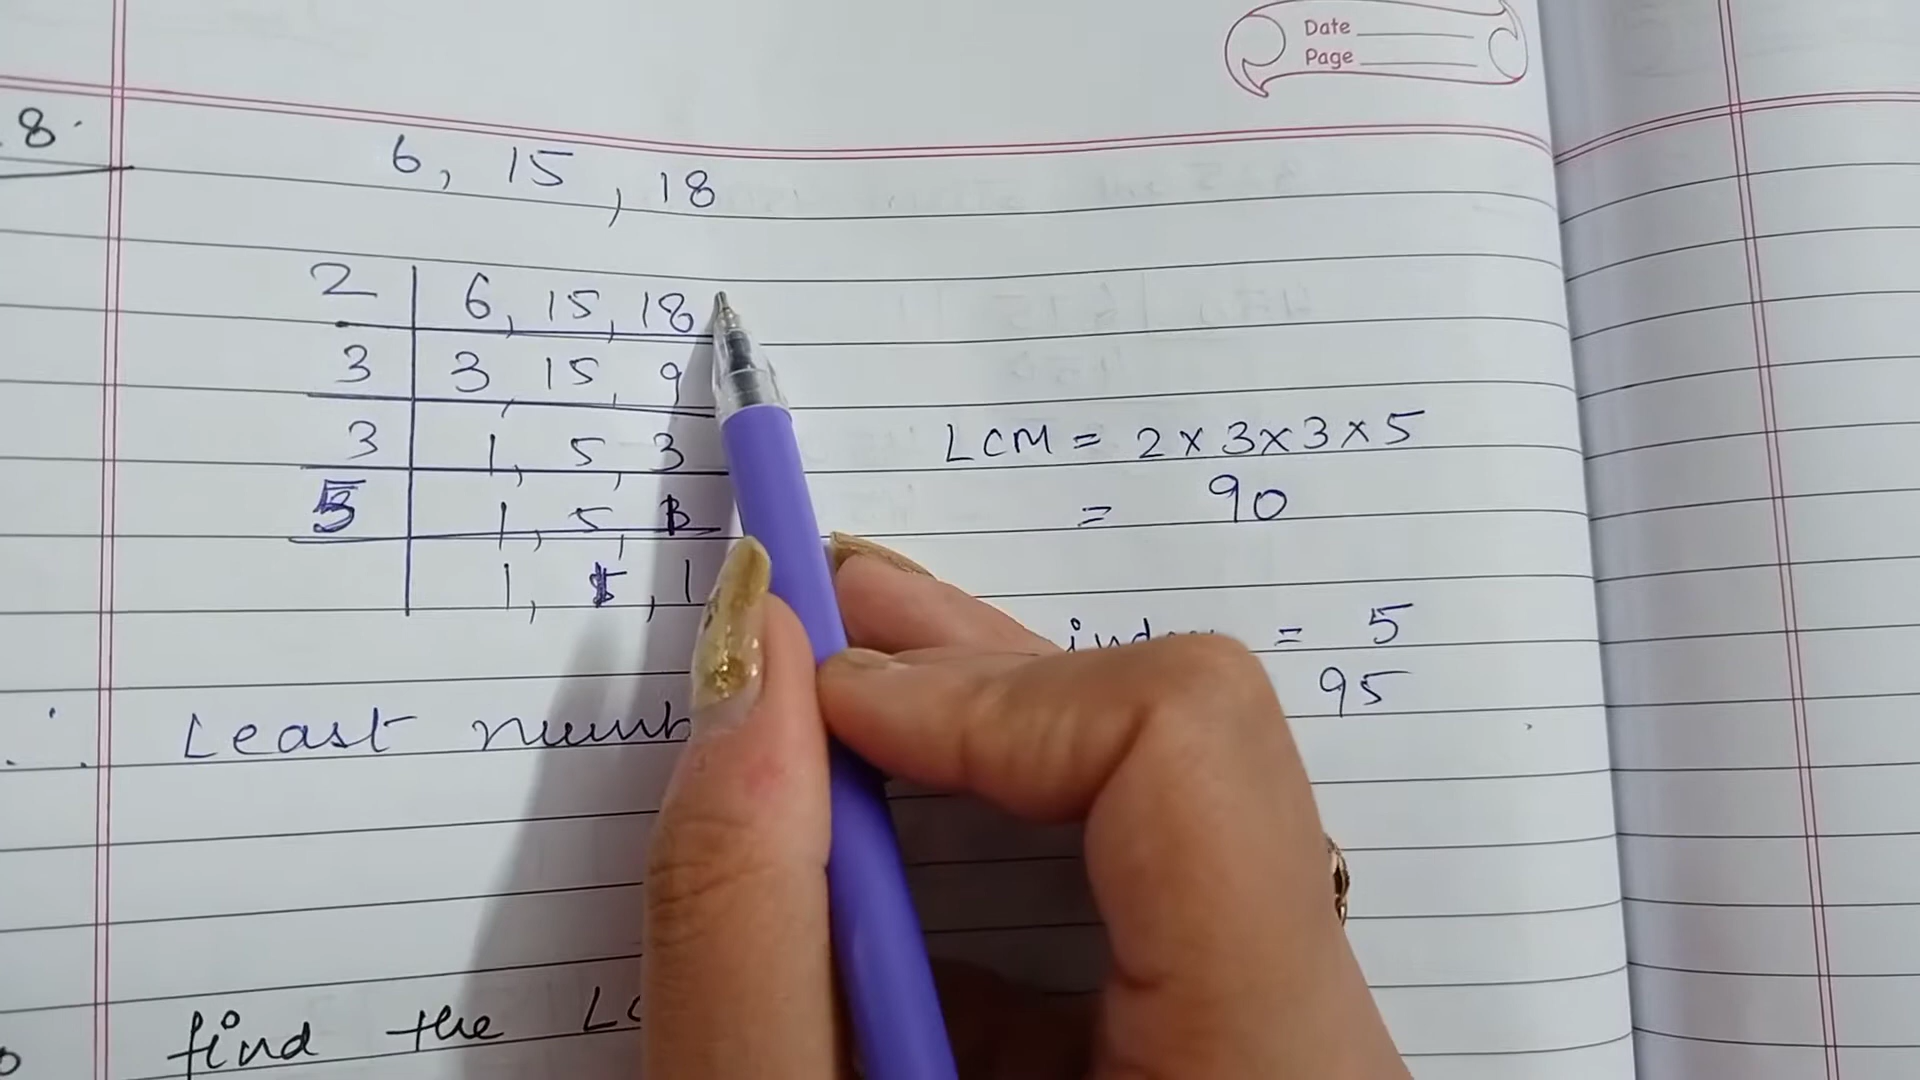 Date
Page
8.
6, 15, 18
2 | 6, 15, 18
3 | 3, 15, 9
3 | 1, 5, 3
5 | 1, 5, 1
1, 1, 1
LCM = 2 x 3 x 3 x 5
= 90
= 5
95
∴ Least
find the